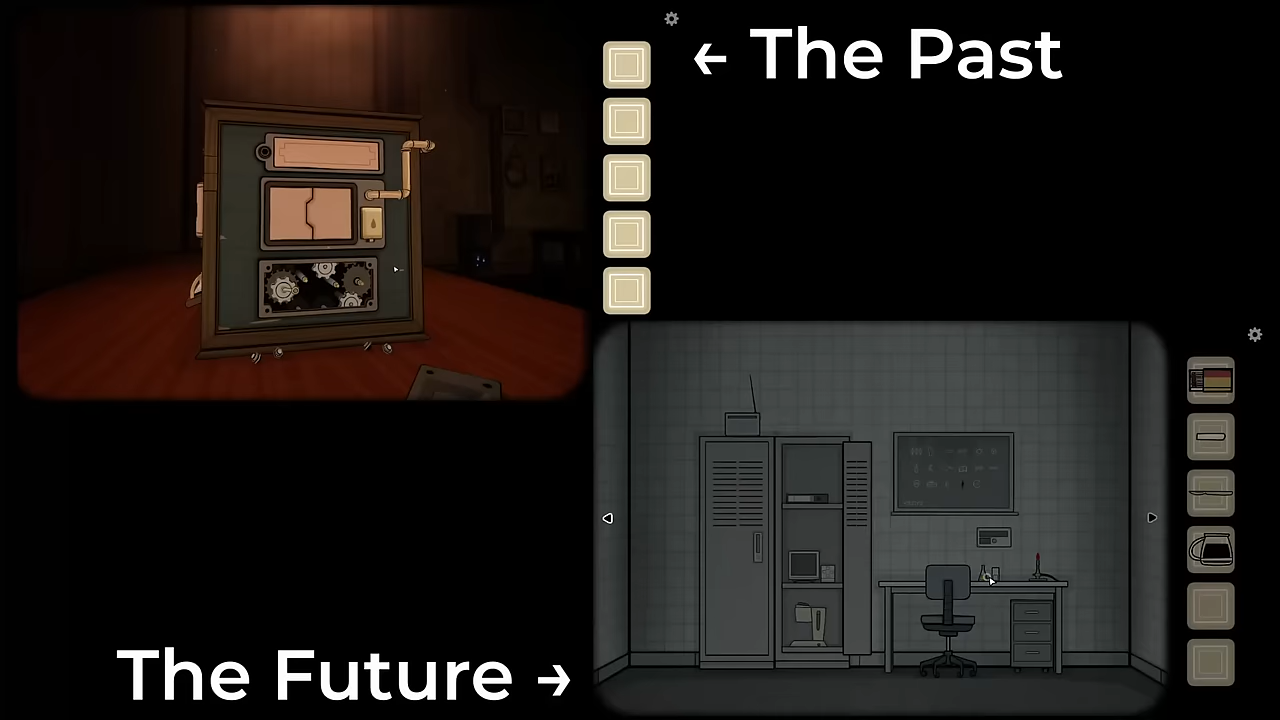 ← The Past
The Future →